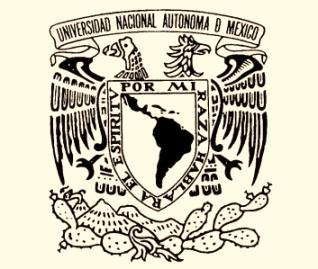 UNIVERSIDAD NACIONAL AUTONOMA D MEXICO
POR MI RAZA HABLARA EL ESPIRITU